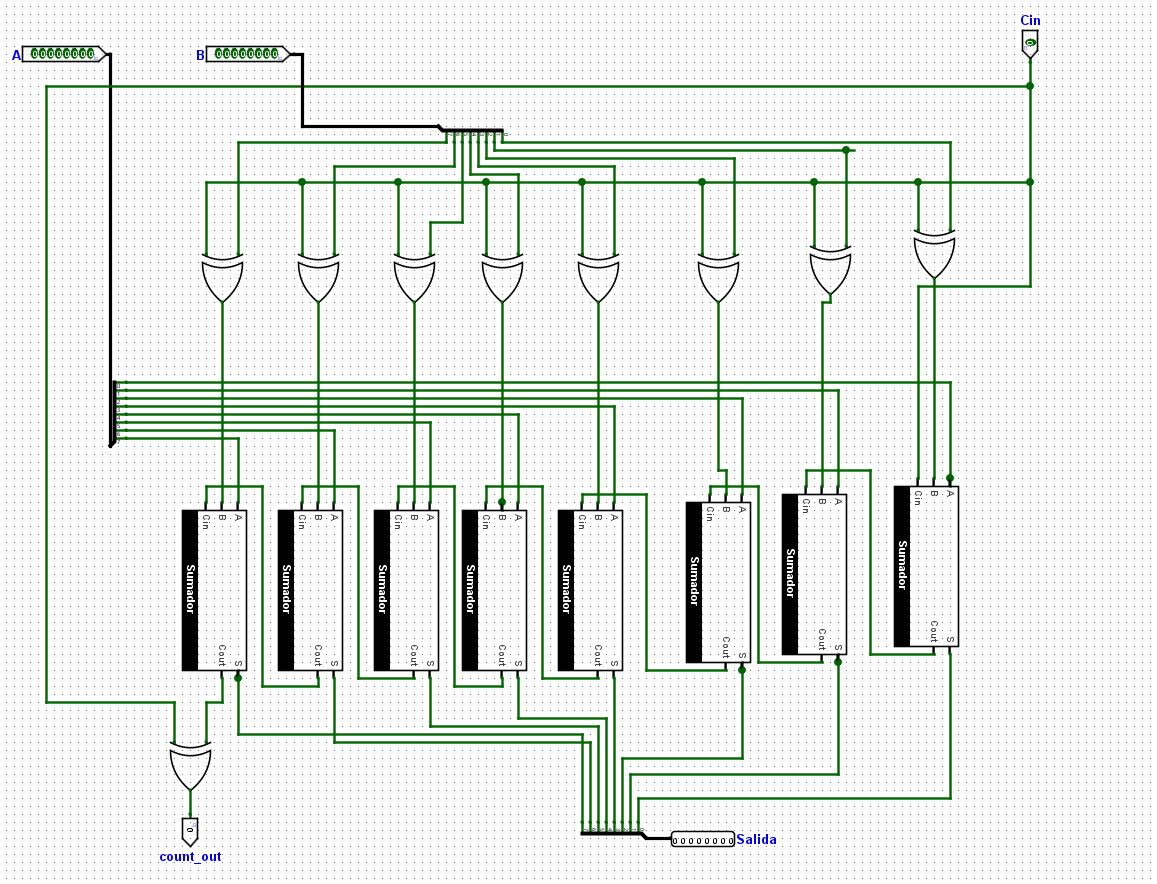 Cin
A 00000000
B 00000000
0
Cin B A
Cin B A
Cin B A
Cin B A
Cin B A
Cin B A
Cin B A
Cin B A
Sumador
Sumador
Sumador
Sumador
Sumador
Sumador
Sumador
Sumador
Cout S
Cout S
Cout S
Cout S
Cout S
Cout S
Cout S
Cout S
0
count_out
00000000 Salida